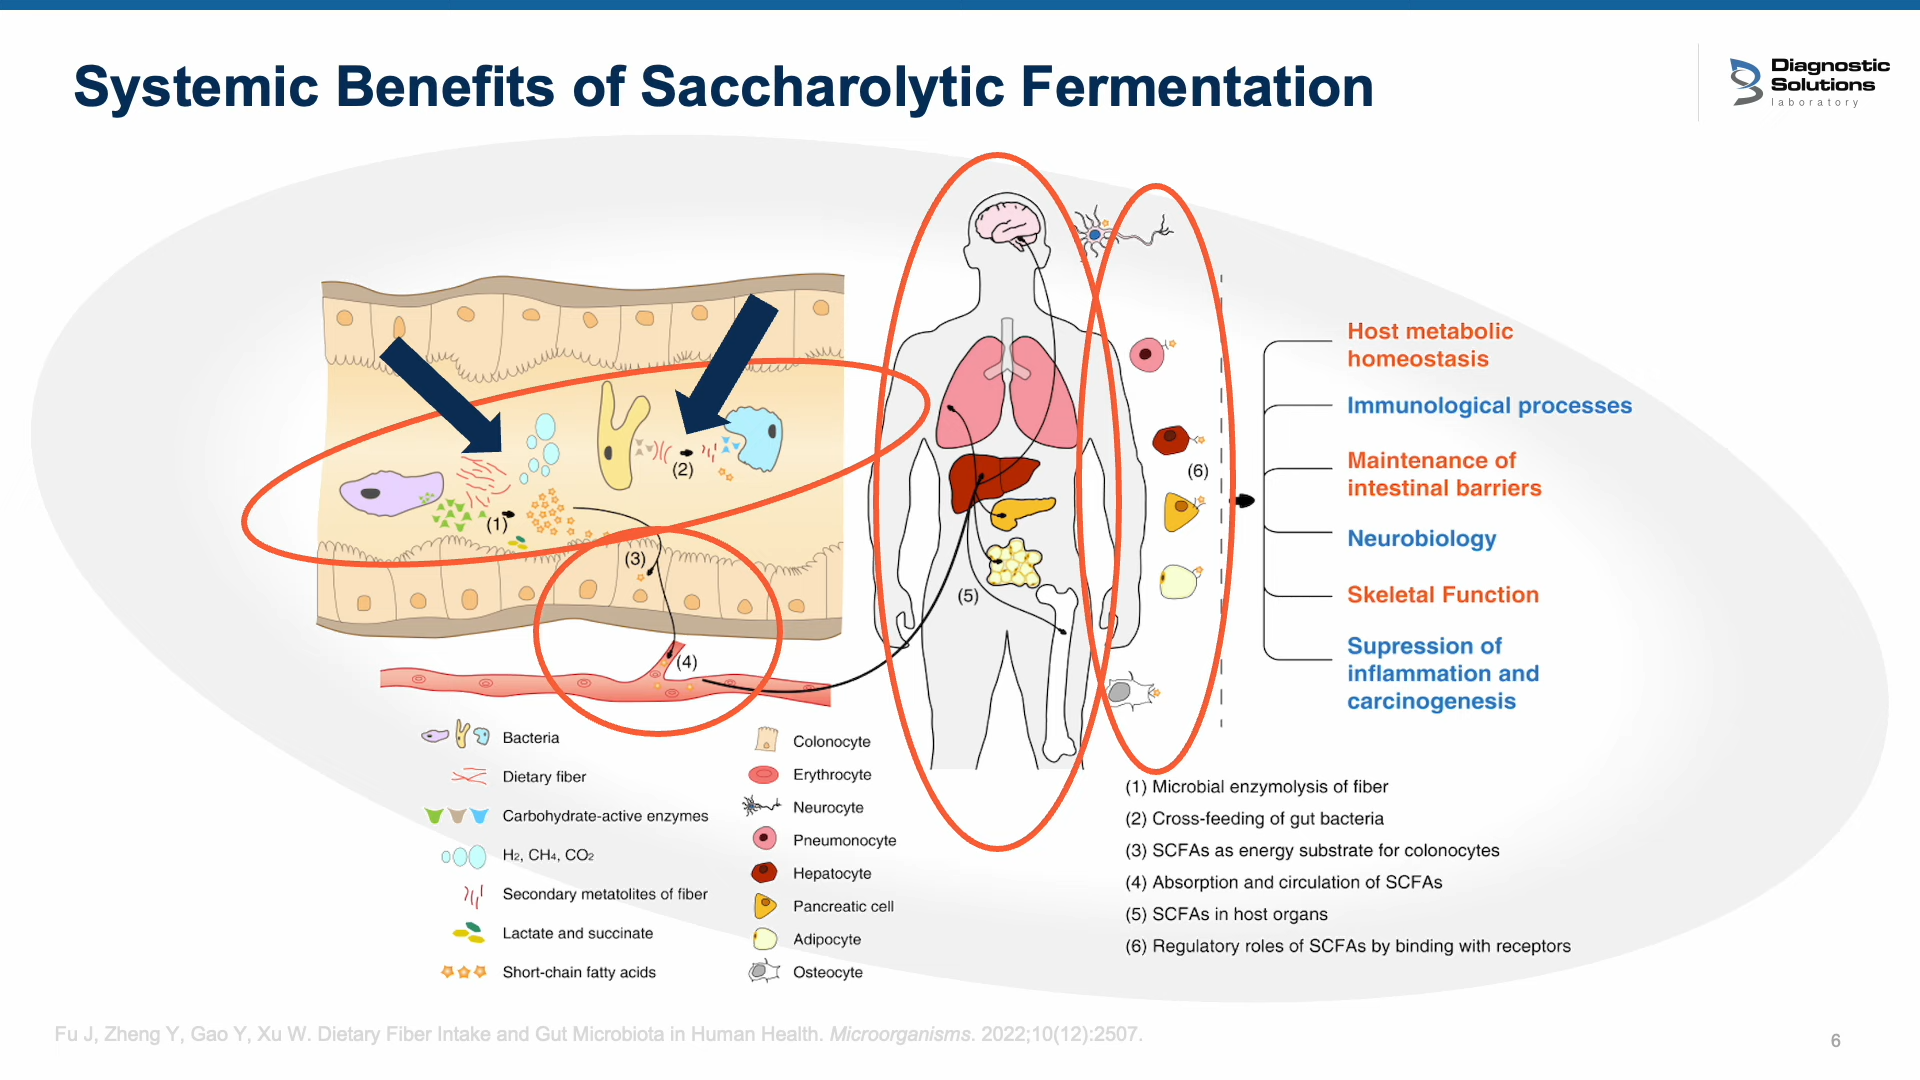 Systemic Benefits of Saccharolytic Fermentation
Diagnostic
Solutions
laboratory
(1)
(2)
(3)
(4)
(5)
(6)
Host metabolic
homeostasis
Immunological processes
Maintenance of
intestinal barriers
Neurobiology
Skeletal Function
Supression of
inflammation and
carcinogenesis
Bacteria
Dietary fiber
Carbohydrate-active enzymes
H₂, CH₄, CO₂
Secondary metatolites of fiber
Lactate and succinate
Short-chain fatty acids
Colonocyte
Erythrocyte
Neurocyte
Pneumonocyte
Hepatocyte
Pancreatic cell
Adipocyte
Osteocyte
(1) Microbial enzymolysis of fiber
(2) Cross-feeding of gut bacteria
(3) SCFAs as energy substrate for colonocytes
(4) Absorption and circulation of SCFAs
(5) SCFAs in host organs
(6) Regulatory roles of SCFAs by binding with receptors
Fu J, Zheng Y, Gao Y, Xu W. Dietary Fiber Intake and Gut Microbiota in Human Health. Microorganisms. 2022;10(12):2507.
6